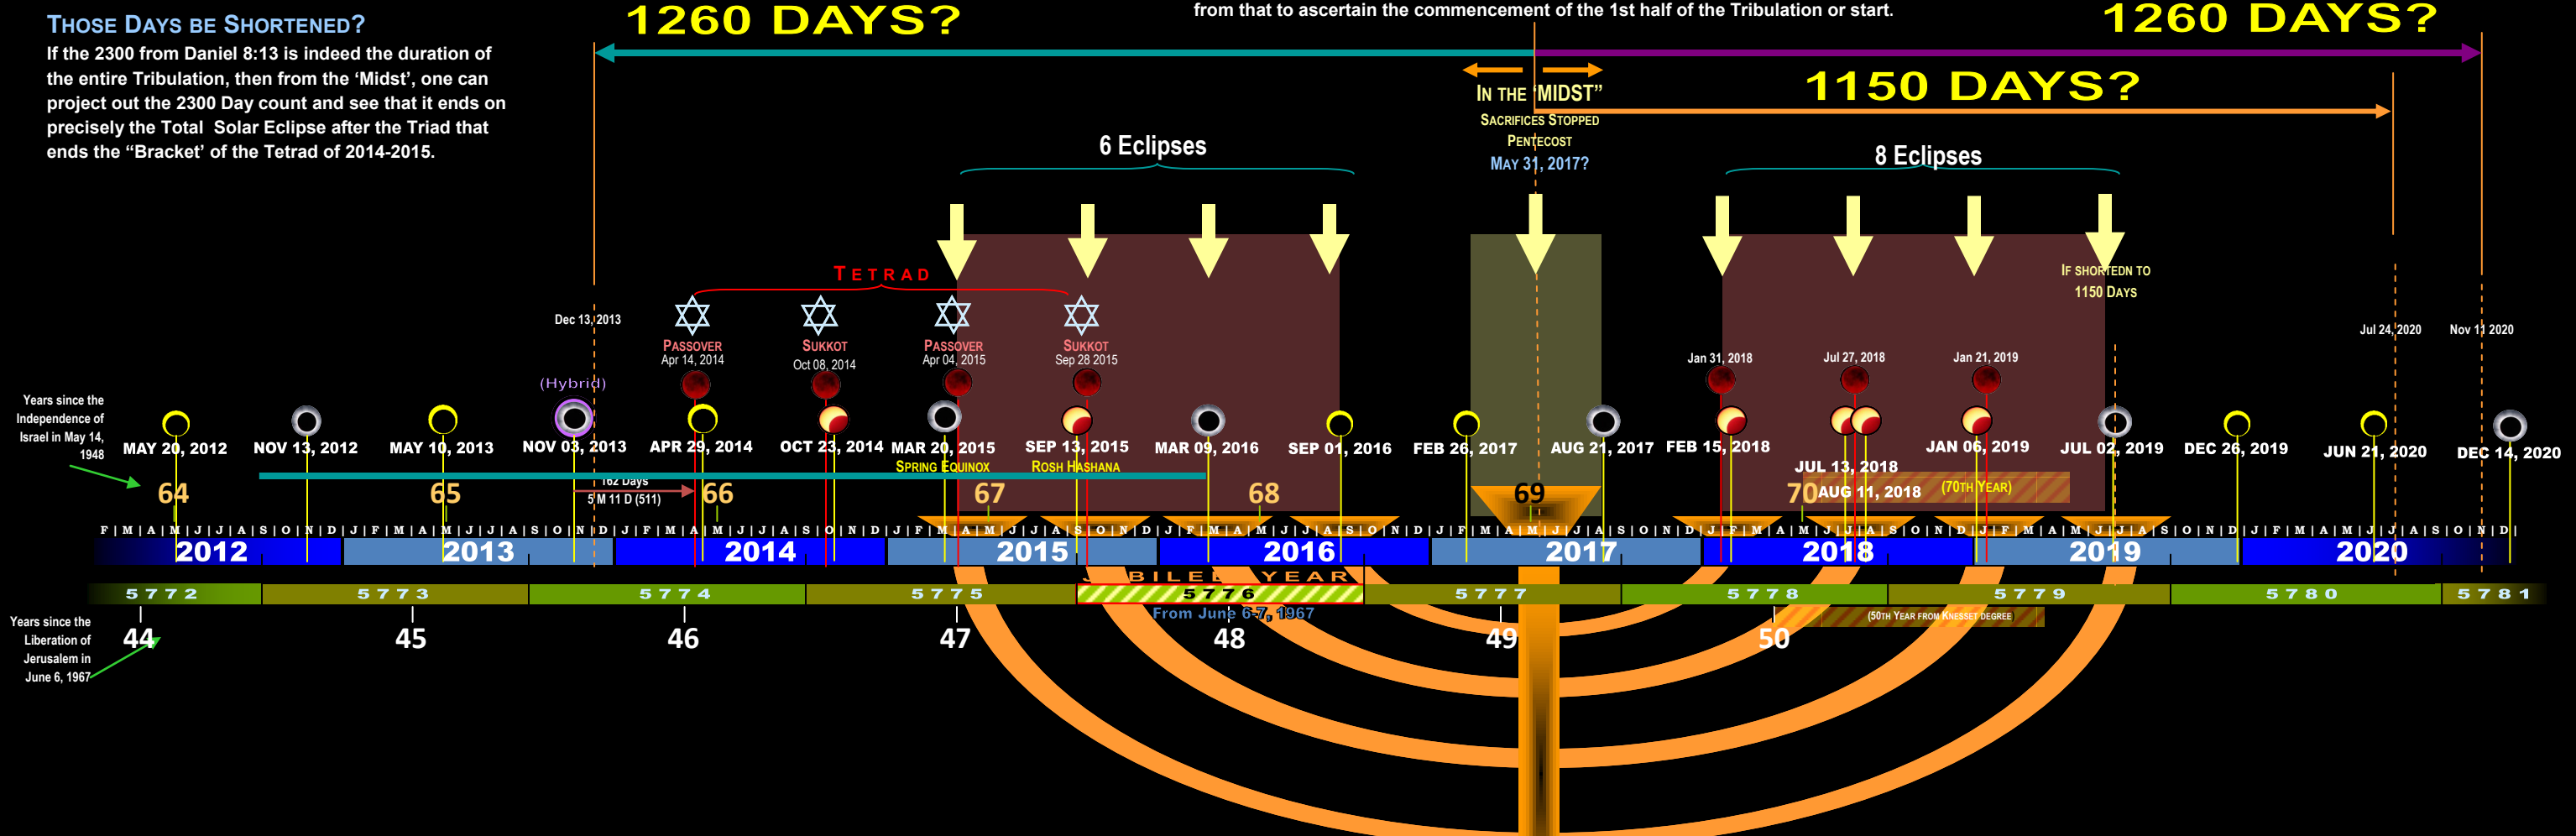 THOSE DAYS BE SHORTENED?
If the 2300 from Daniel 8:13 is indeed the duration of
the entire Tribulation, then from the ‘Midst’, one can
project out the 2300 Day count and see that it ends on
precisely the Total Solar Eclipse after the Triad that
ends the “Bracket’ of the Tetrad of 2014-2015.
1260 DAYS?
from that to ascertain the commencement of the 1st half of the Tribulation or start.
1260 DAYS?
1150 DAYS?
IN THE ‘MIDST”
SACRIFICES STOPPED
PENTECOST
MAY 31, 2017?
6 Eclipses
8 Eclipses
TETRAD
IF SHORTEDN TO
1150 DAYS
Dec 13, 2013
Jul 24, 2020
Nov 11 2020
PASSOVER
Apr 14, 2014
SUKKOT
Oct 08, 2014
PASSOVER
Apr 04, 2015
SUKKOT
Sep 28 2015
Jan 31, 2018
Jul 27, 2018
Jan 21, 2019
(Hybrid)
Years since the
Independence of
Israel in May 14,
1948
MAY 20, 2012
NOV 13, 2012
MAY 10, 2013
NOV 03, 2013
APR 29, 2014
OCT 23, 2014
MAR 20, 2015
SEP 13, 2015
MAR 09, 2016
SEP 01, 2016
FEB 26, 2017
AUG 21, 2017
FEB 15, 2018
JAN 06, 2019
JUL 02, 2019
DEC 26, 2019
JUN 21, 2020
DEC 14, 2020
SPRING EQUINOX
ROSH HASHANA
JUL 13, 2018
AUG 11, 2018
(70TH YEAR)
162 Days
5 M 11 D (511)
64
65
66
67
68
69
70
F | M | A | M | J | J | A | S | O | N | D | J | F | M | A | M | J | J | A | S | O | N | D | J | F | M | A | M | J | J | A | S | O | N | D | J | F | M | A | M | J | J | A | S | O | N | D | J | F | M | A | M | J | J | A | S | O | N | D | J | F | M | A | M | J | J | A | S | O | N | D | J | F | M | A | M | J | J | A | S | O | N | D | J | F | M | A | M | J | J | A | S | O | N | D | J | F | M | A | M | J | J | A | S | O | N | D |
2012
2013
2014
2015
2016
2017
2018
2019
2020
JUBILEE YEAR
5772
5773
5774
5775
5776
5777
5778
5779
5780
5781
From June 6-7, 1967
(50TH YEAR FROM KNESSET DEGREE
Years since the
Liberation of
Jerusalem in
June 6, 1967
44
45
46
47
48
49
50